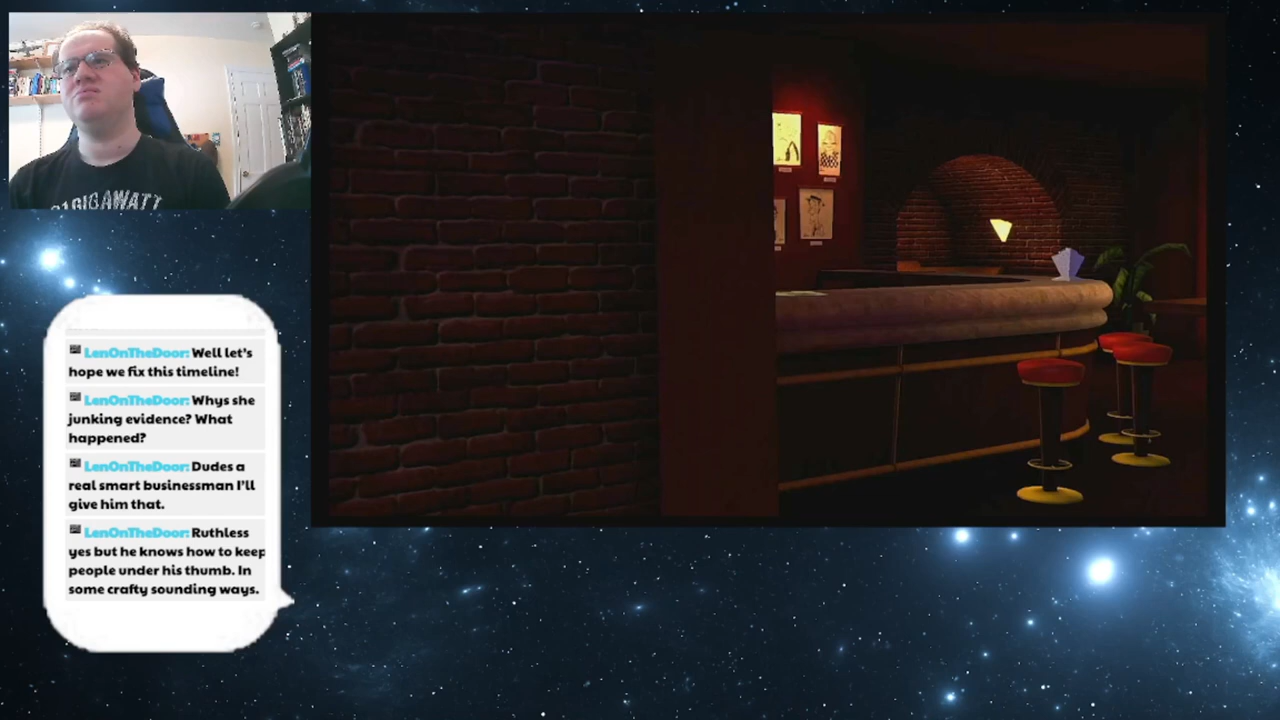 LenOnTheDoor: Well let's
hope we fix this timeline!
LenOnTheDoor: Whys she
junking evidence? What
happened?
LenOnTheDoor: Dudes a
real smart businessman I'll
give him that.
LenOnTheDoor: Ruthless
yes but he knows how to keep
people under his thumb. In
some crafty sounding ways.